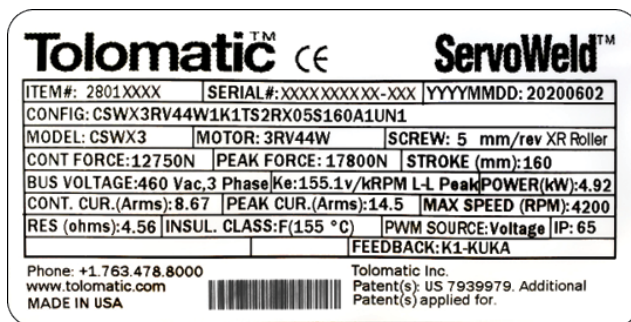 Tolomatic™ CE ServoWeld™
ITEM#: 2801XXXX SERIAL#:XXXXXXXXXX-XXX YYYYMMDD: 20200602
CONFIG:CSWX3RV44W1K1TS2RX05S160A1UN1
MODEL: CSWX3 MOTOR: 3RV44W SCREW: 5 mm/rev XR Roller
CONT FORCE:12750N PEAK FORCE: 17800N STROKE (mm):160
BUS VOLTAGE:460 Vac,3 Phase Ke:155.1v/kRPM L-L Peak POWER(kW):4.92
CONT. CUR.(Arms):8.67 PEAK CUR.(Arms):14.5 MAX SPEED (RPM):4200
RES (ohms):4.56 INSUL. CLASS:F(155 °C) PWM SOURCE:Voltage IP: 65
FEEDBACK:K1-KUKA
Phone: +1.763.478.8000
www.tolomatic.com
MADE IN USA
Tolomatic Inc.
Patent(s): US 7939979. Additional
Patent(s) applied for.